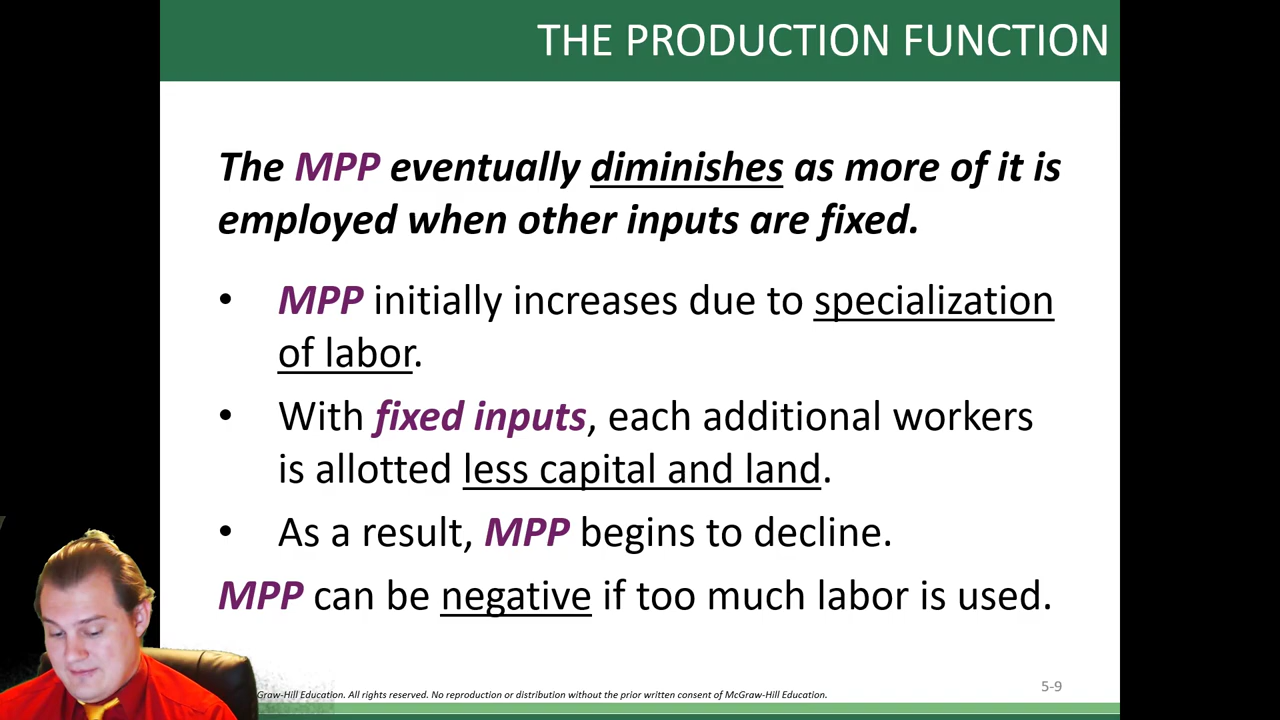 THE PRODUCTION FUNCTION
The MPP eventually diminishes as more of it is
employed when other inputs are fixed.
• MPP initially increases due to specialization
of labor.
• With fixed inputs, each additional workers
is allotted less capital and land.
• As a result, MPP begins to decline.
MPP can be negative if too much labor is used.
Graw-Hill Education. All rights reserved. No reproduction or distribution without the prior written consent of McGraw-Hill Education.
5-9